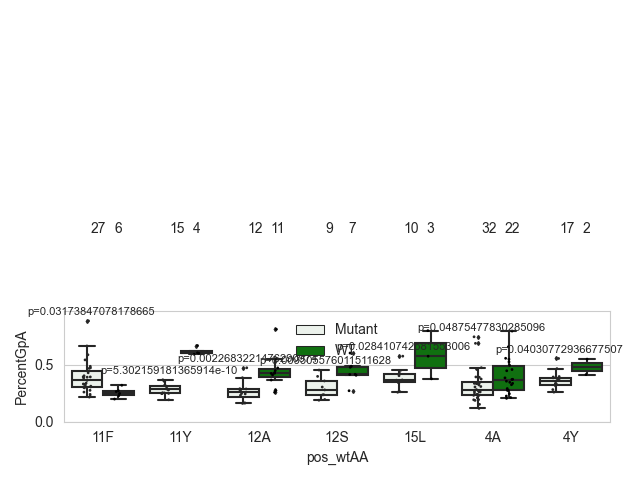 27 6 15 4 12 11 9 7 10 3 32 22 17 2
p=0.03173847078178665
p=0.04875477830285096
Mutant
WT
p=0.04030772936677507
p=5.302159181365914e-10
PercentGpA
0.5
0.0
11F 11Y 12A 12S 15L 4A 4Y
pos_wtAA